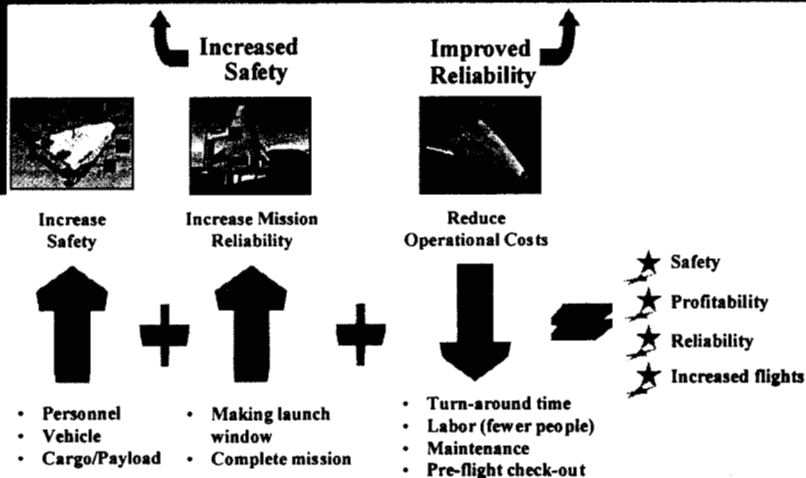 Increased
Safety
Improved
Reliability
Increase
Safety
Increase Mission
Reliability
Reduce
Operational Costs
+
+
=
Safety
Profitability
Reliability
Increased flights
• Personnel
• Vehicle
• Cargo/Payload
• Making launch
window
• Complete mission
• Turn-around time
• Labor (fewer people)
• Maintenance
• Pre-flight check-out